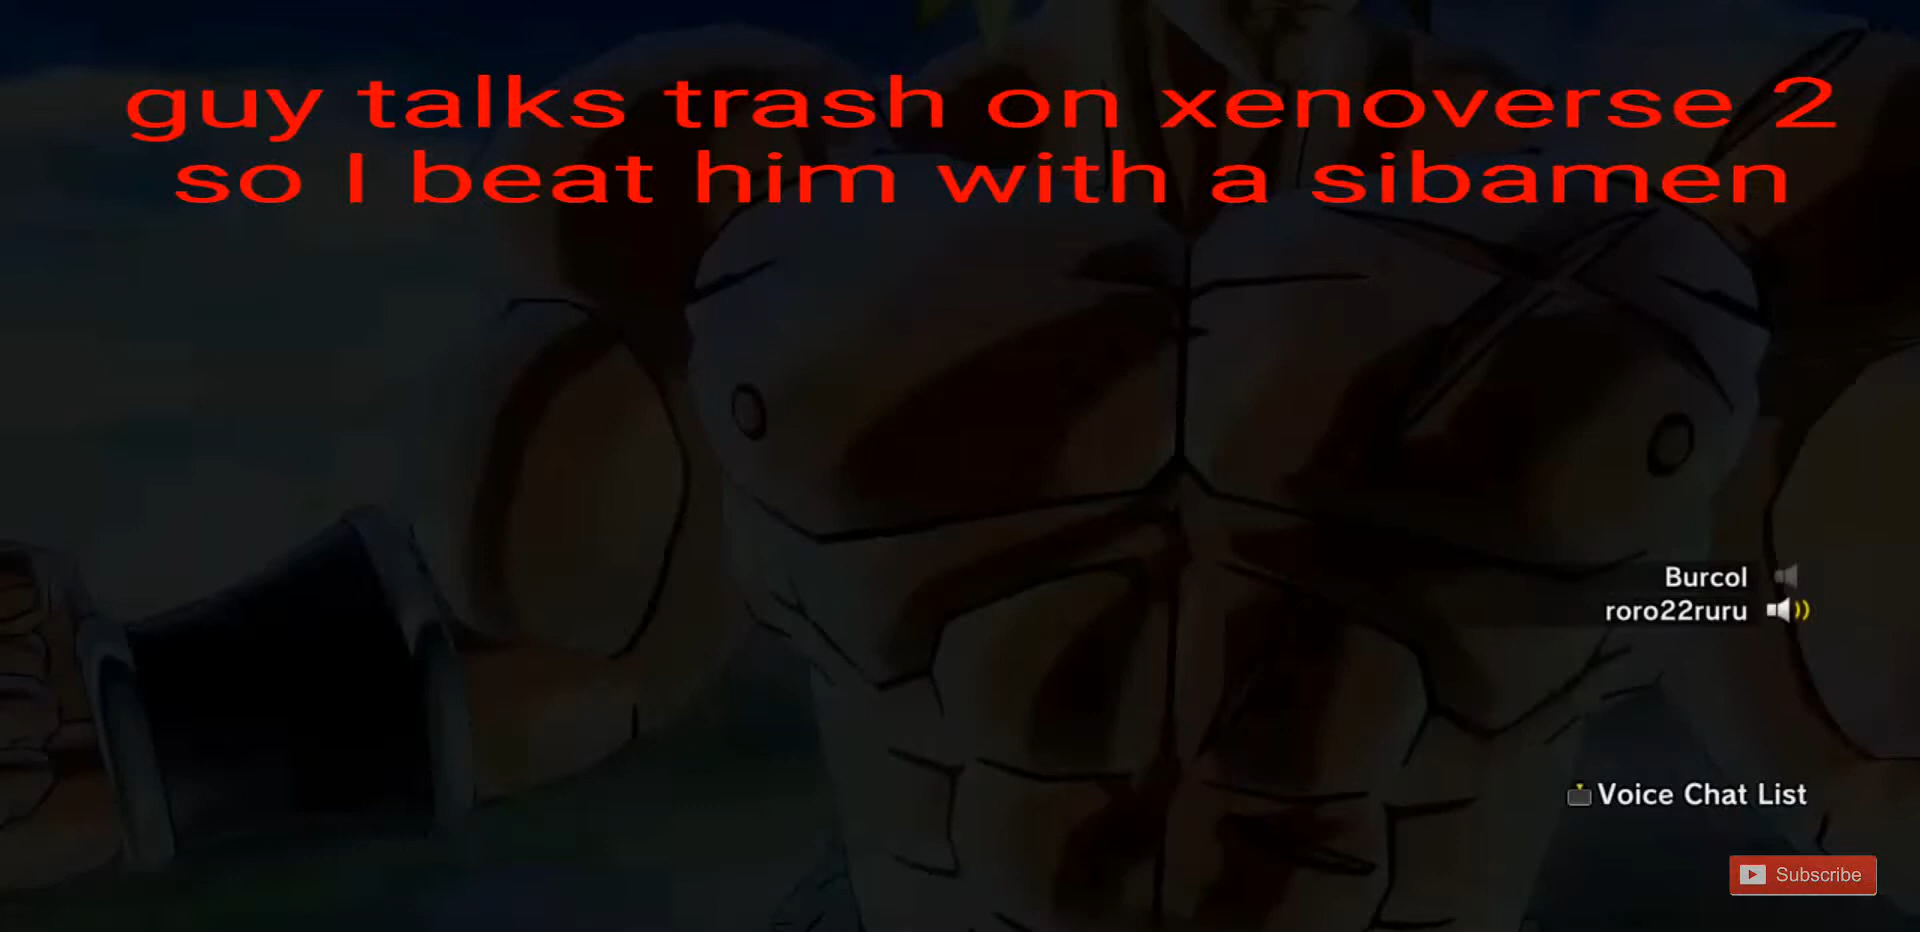 guy talks trash on xenoverse 2
so I beat him with a sibamen
Burcol
roro22ruru
Voice Chat List
Subscribe